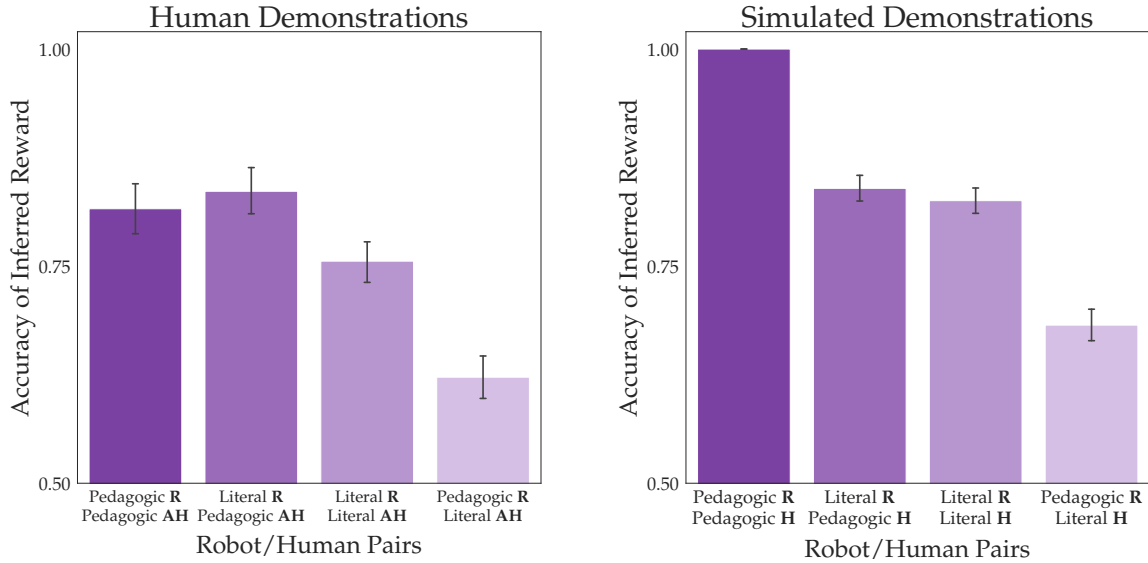 Human Demonstrations
Accuracy of Inferred Reward
1.00
0.75
0.50
Pedagogic R
Pedagogic AH
Literal R
Pedagogic AH
Literal R
Literal AH
Pedagogic R
Literal AH
Robot/Human Pairs
Simulated Demonstrations
Accuracy of Inferred Reward
1.00
0.75
0.50
Pedagogic R
Pedagogic H
Literal R
Pedagogic H
Literal R
Literal H
Pedagogic R
Literal H
Robot/Human Pairs